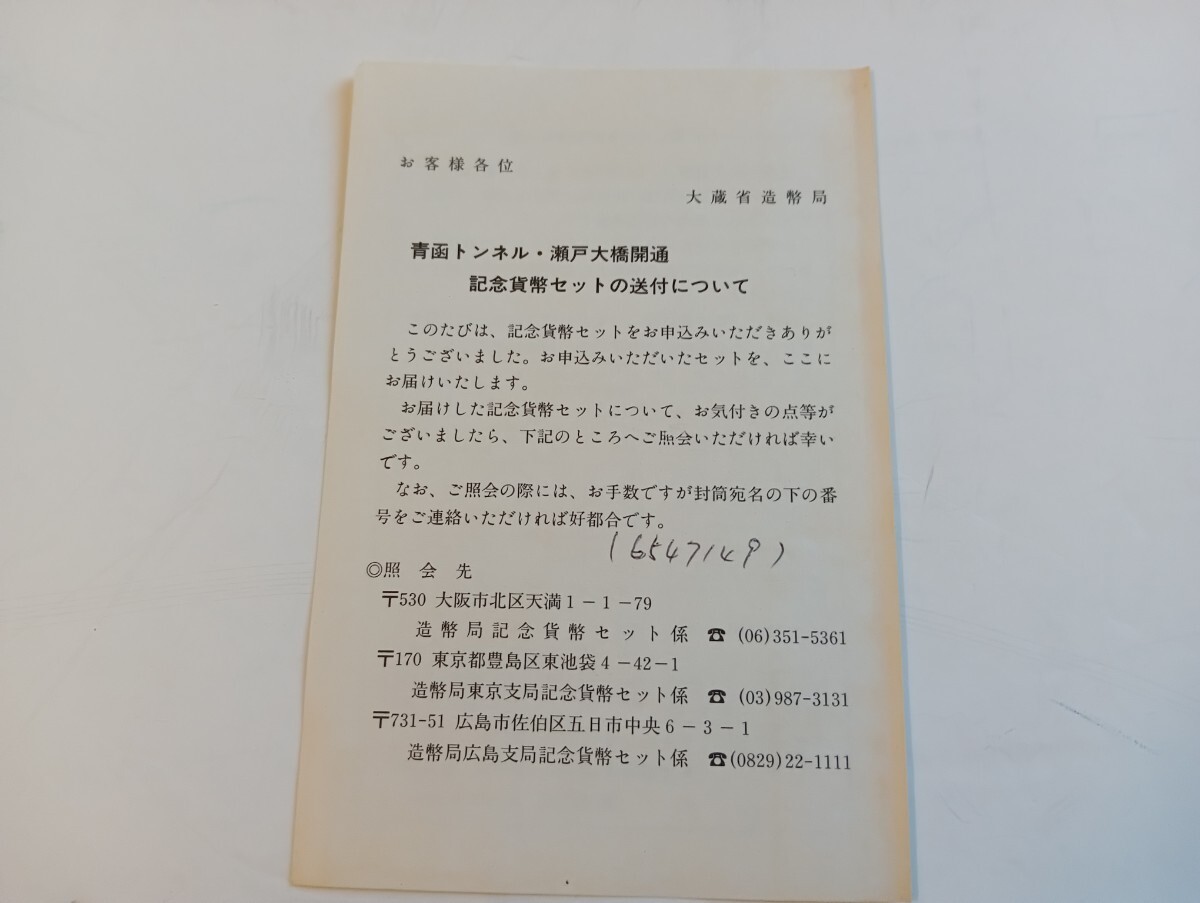 お客様各位
大蔵省造幣局
青函トンネル・瀬戸大橋開通
記念貨幣セットの送付について
このたびは、記念貨幣セットをお申込みいただきありが
とうございました。お申込みいただいたセットを、ここに
お届けいたします。
お届けした記念貨幣セットについて、お気付きの点等が
ございましたら、下記のところへご照会いただければ幸い
です。
なお、ご照会の際には、お手数ですが封筒宛名の下の番
号をご連絡いただければ好都合です。
(6547149)
◎照会先
〒530 大阪市北区天満1-1-79
造幣局記念貨幣セット係 ☎ (06)351-5361
〒170 東京都豊島区東池袋4-42-1
造幣局東京支局記念貨幣セット係 ☎ (03)987-3131
〒731-51 広島市佐伯区五日市中央6-3-1
造幣局広島支局記念貨幣セット係 ☎(0829)22-1111